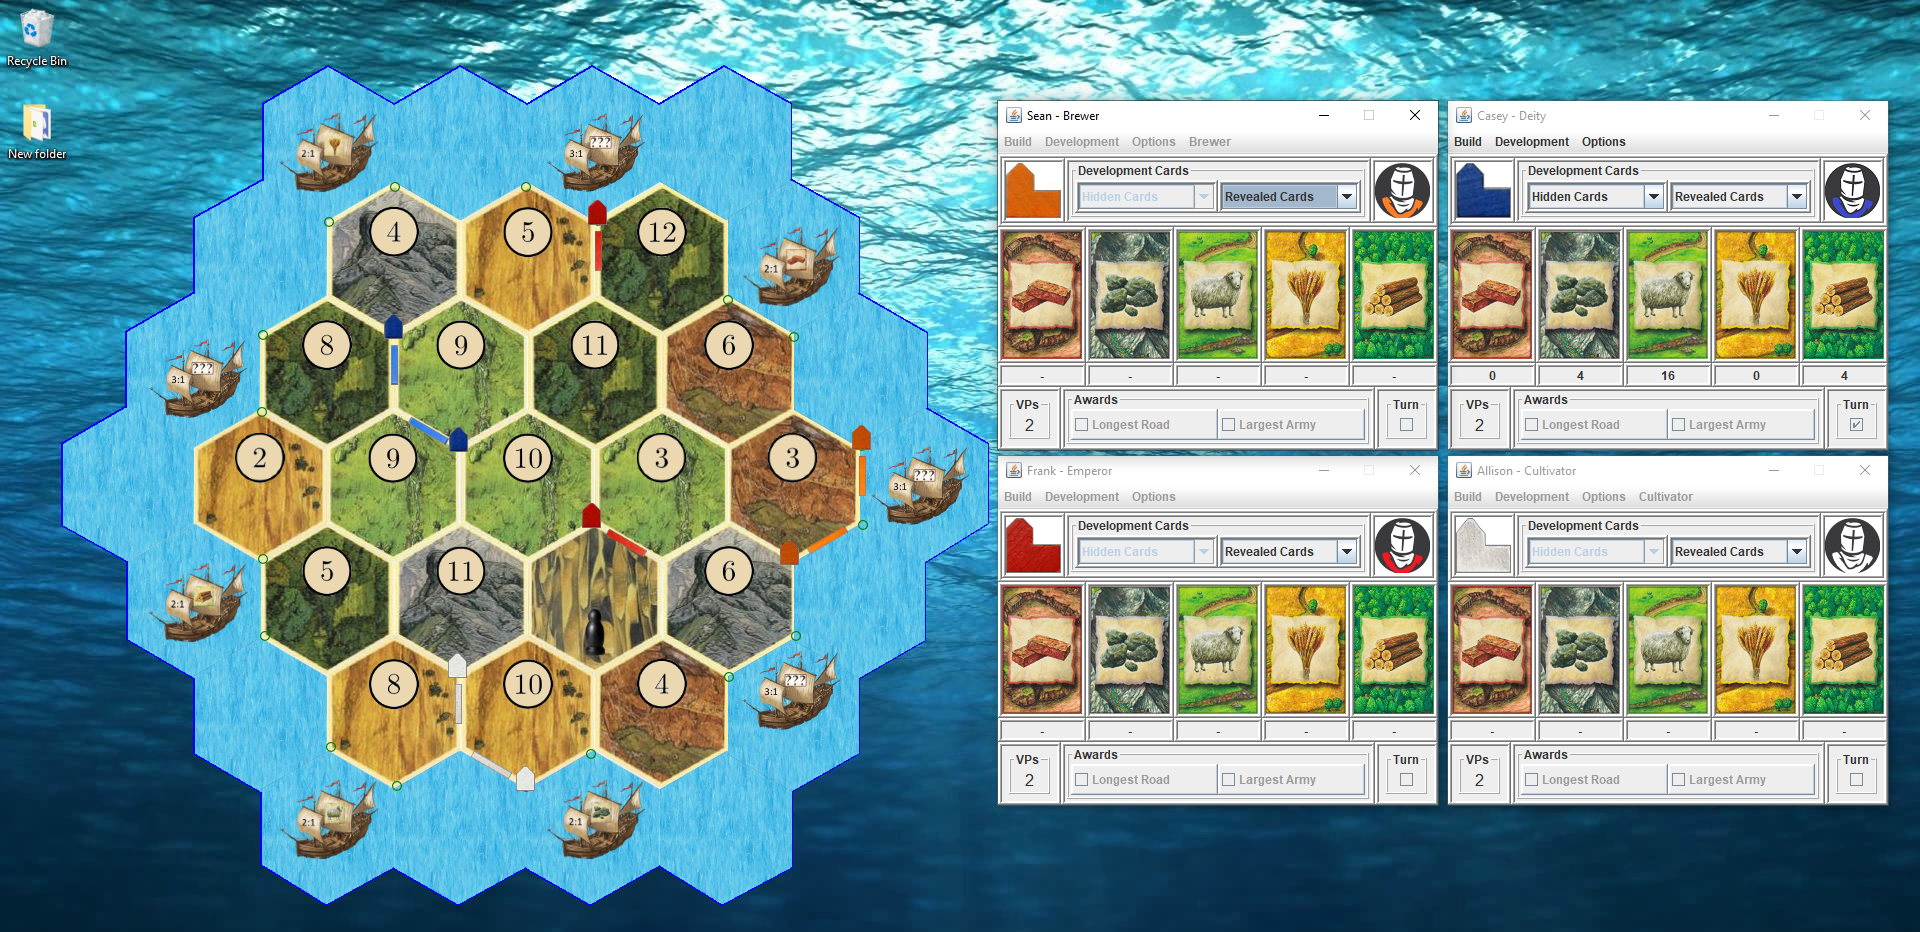 Recycle Bin
New folder
2:1
3:1 ???
4
5
12
2:1
8
9
11
6
3:1 ???
2
9
10
3
3
3:1 ???
5
11
6
2:1
8
10
4
3:1 ???
2:1
2:1
Sean - Brewer
Build Development Options Brewer
Development Cards
Hidden Cards Revealed Cards
- - - - -
VPs Awards Turn
2 Longest Road Largest Army
Casey - Deity
Build Development Options
Development Cards
Hidden Cards Revealed Cards
0 4 16 0 4
VPs Awards Turn
2 Longest Road Largest Army
Frank - Emperor
Build Development Options
Development Cards
Hidden Cards Revealed Cards
- - - - -
VPs Awards Turn
2 Longest Road Largest Army
Allison - Cultivator
Build Development Options Cultivator
Development Cards
Hidden Cards Revealed Cards
- - - - -
VPs Awards Turn
2 Longest Road Largest Army